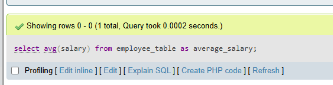 Showing rows 0 - 0 (1 total, Query took 0.0002 seconds.)
select avg(salary) from employee_table as average_salary;
Profiling [ Edit inline ] [ Edit ] [ Explain SQL ] [ Create PHP code ] [ Refresh ]